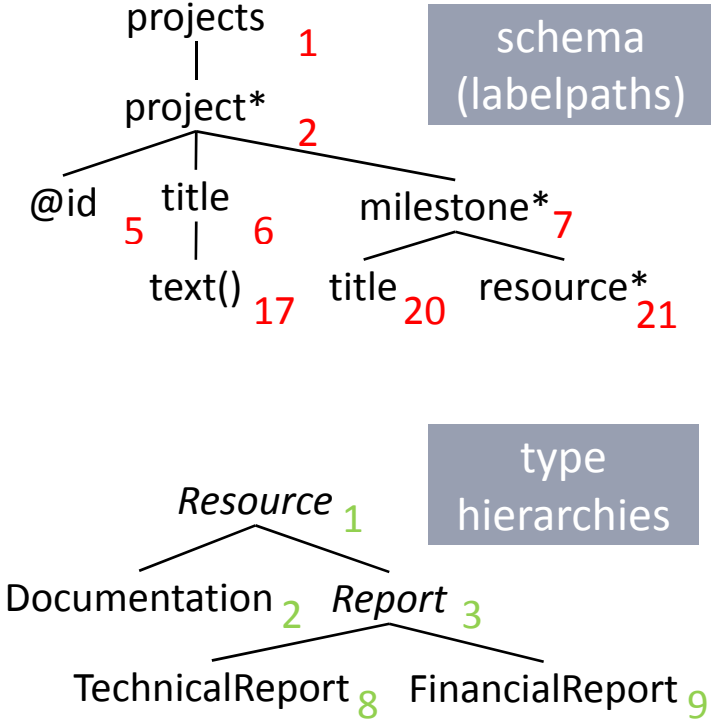 projects 1
schema
(labelpaths)
project* 2
@id 5 title 6 milestone* 7
text() 17 title 20 resource* 21
type
hierarchies
Resource 1
Documentation 2 Report 3
TechnicalReport 8 FinancialReport 9